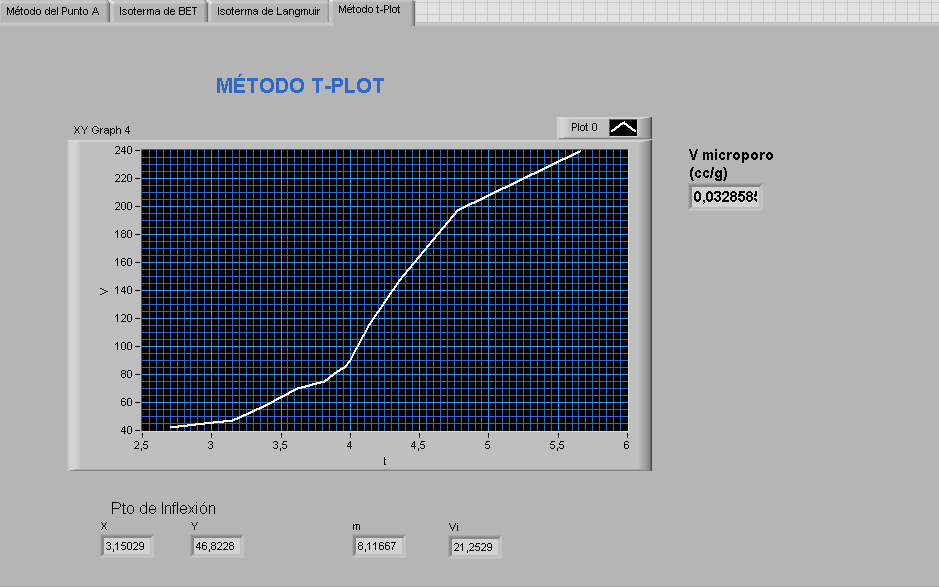 Método del Punto A
Isoterma de BET
Isoterma de Langmuir
Método t-Plot
MÉTODO T-PLOT
XY Graph 4
Plot 0
V microporo
(cc/g)
0,032858
240
220
200
180
160
140
120
100
80
60
40
V
2,5
3
3,5
4
4,5
5
5,5
6
t
Pto de Inflexión
X
Y
m
Vi
3,15029
46,8228
8,11667
21,2529